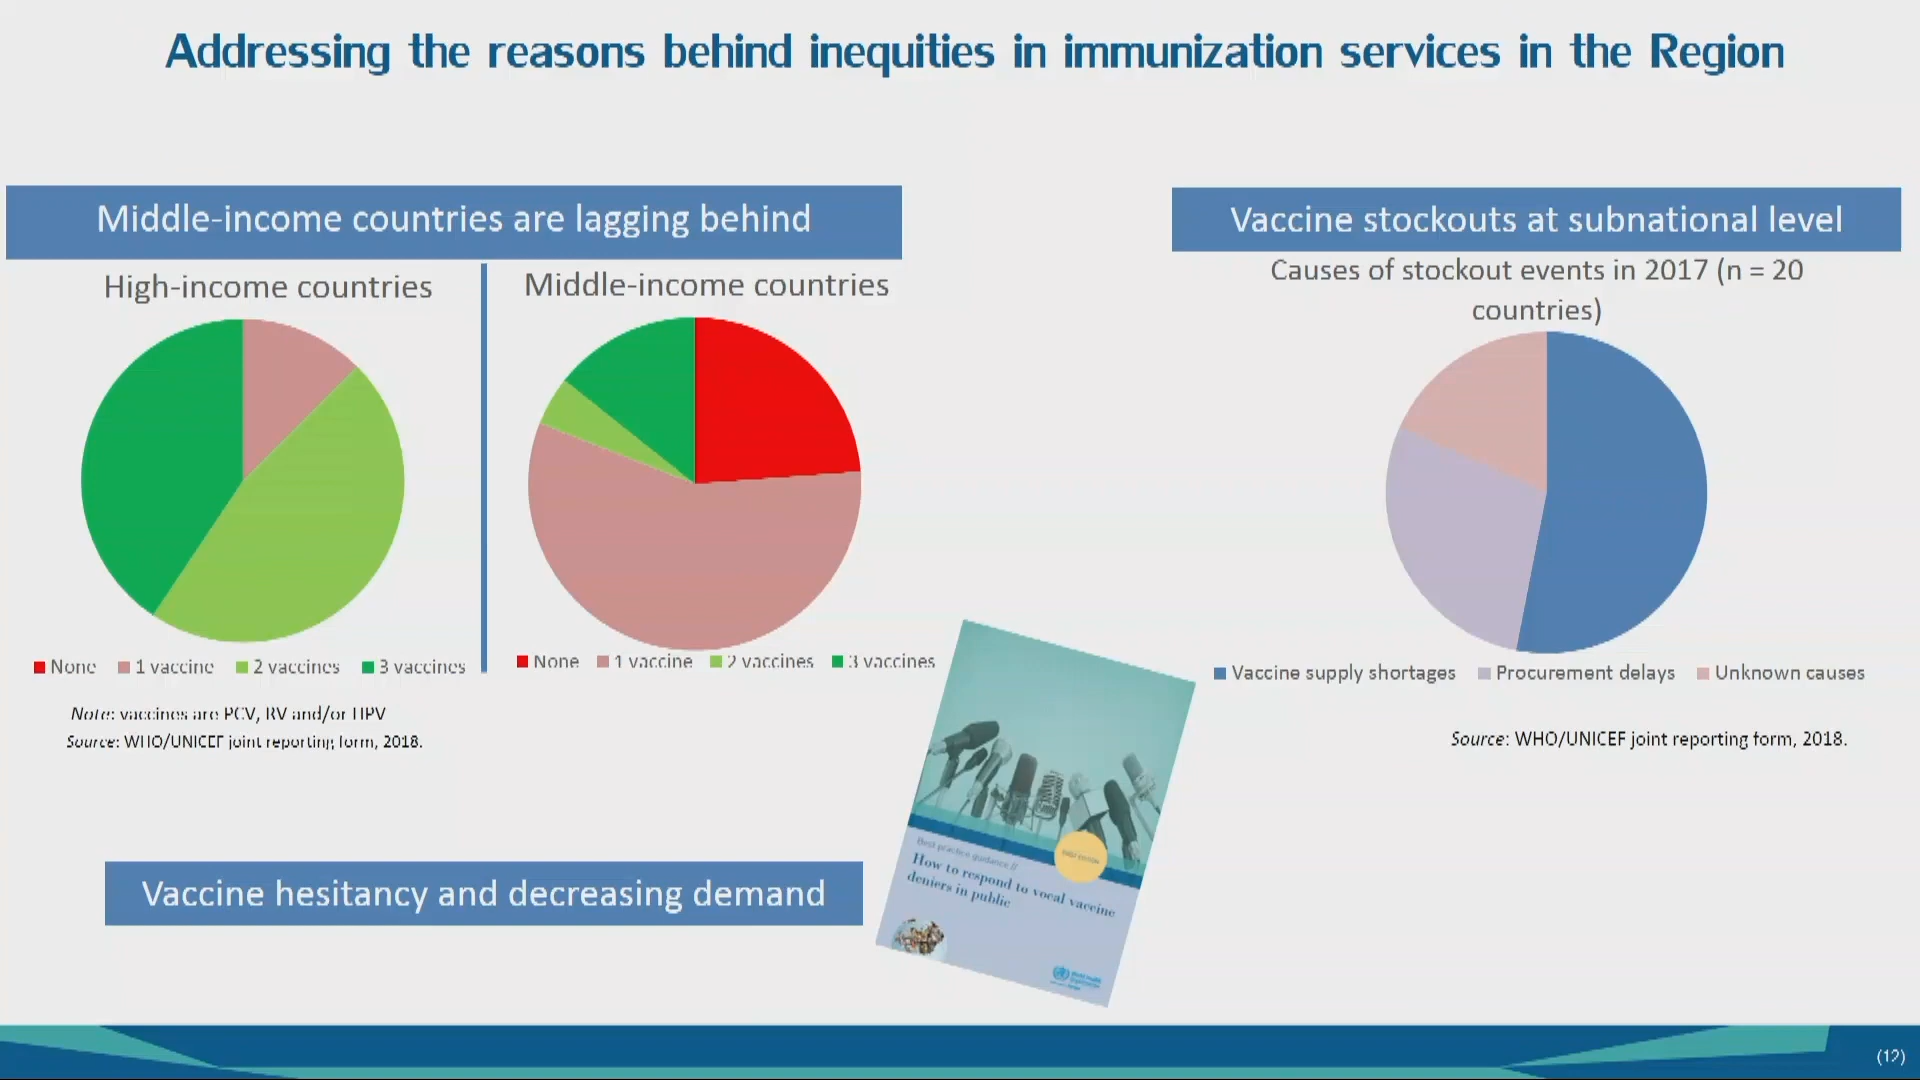 Addressing the reasons behind inequities in immunization services in the Region
Middle-income countries are lagging behind
High-income countries
Middle-income countries
None 1 vaccine 2 vaccines 3 vaccines
None 1 vaccine 2 vaccines 3 vaccines
Note: vaccines are PCV, RV and/or HPV
Source: WHO/UNICEF joint reporting form, 2018.
Vaccine stockouts at subnational level
Causes of stockout events in 2017 (n = 20
countries)
Vaccine supply shortages Procurement delays Unknown causes
Source: WHO/UNICEF joint reporting form, 2018.
Vaccine hesitancy and decreasing demand
Best practice guidance //
How to respond to vocal vaccine
deniers in public
(12)